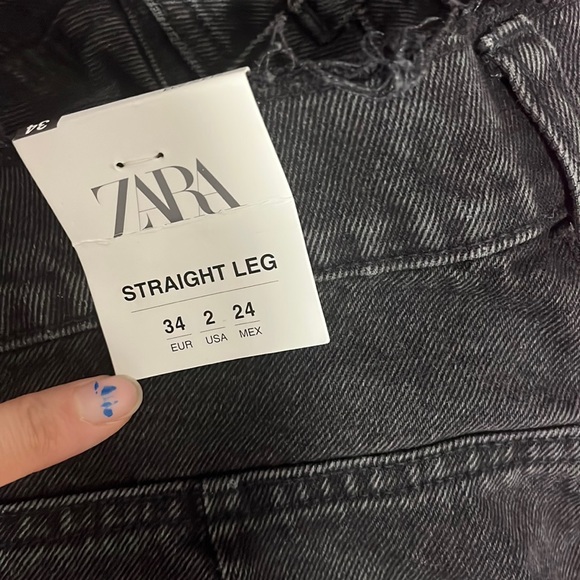 34
ZARA
STRAIGHT LEG
34 2 24
EUR USA MEX